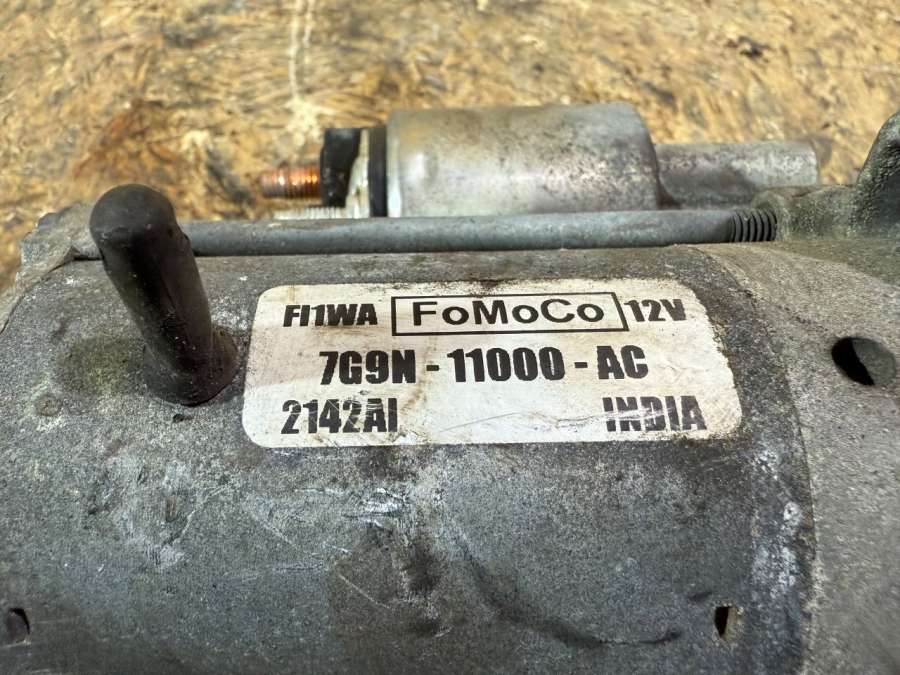 FI1WA FoMoCo 12V
7G9N - 11000 - AC
2142AI INDIA